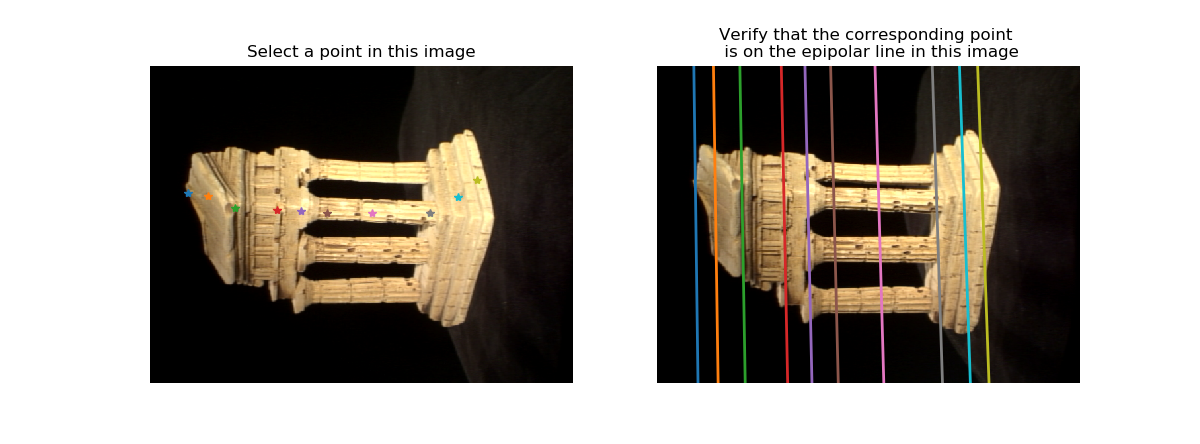 Select a point in this image
Verify that the corresponding point
is on the epipolar line in this image